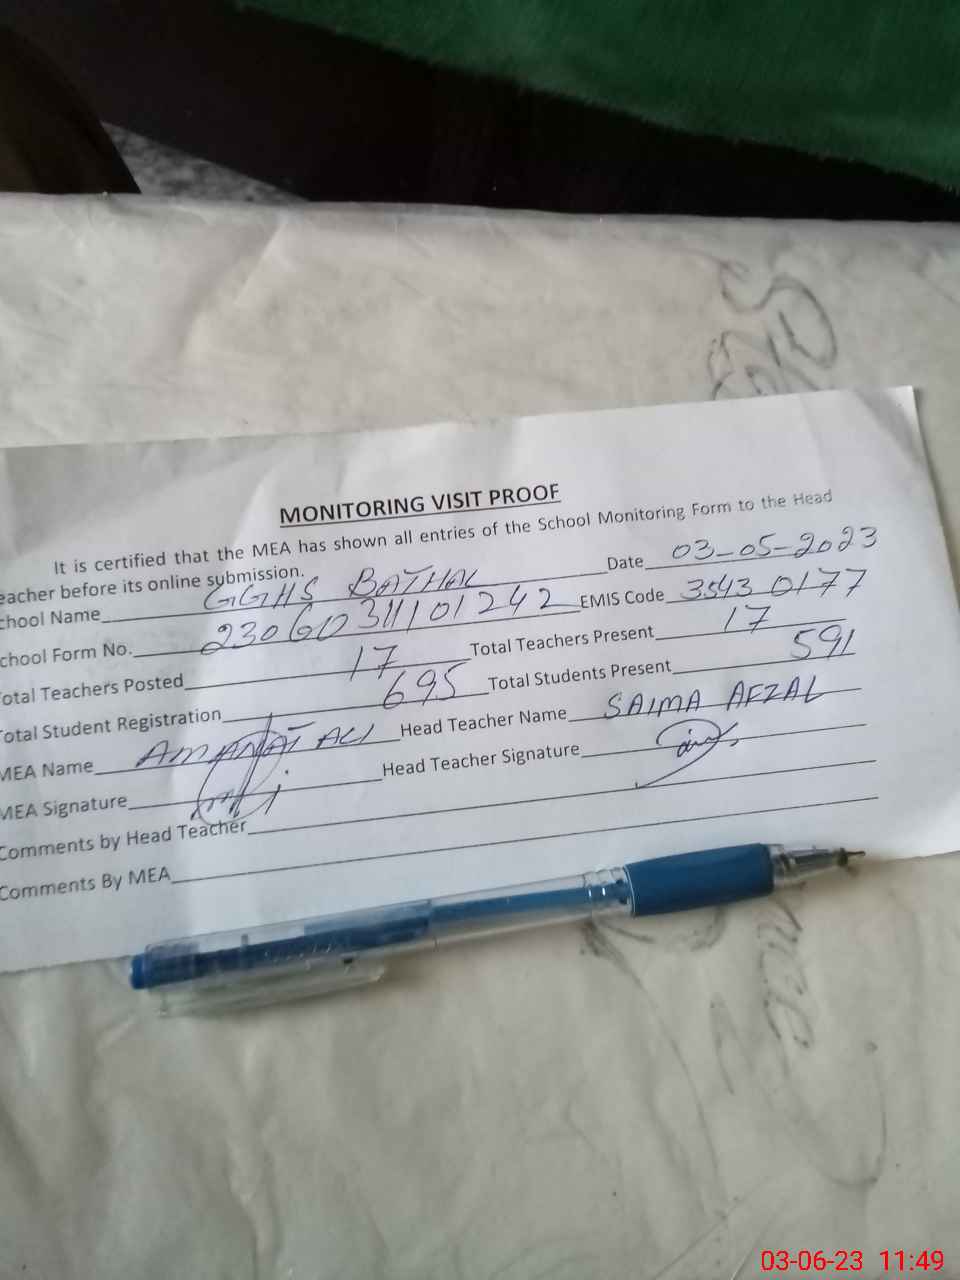 MONITORING VISIT PROOF
It is certified that the MEA has shown all entries of the School Monitoring Form to the Head
eacher before its online submission.
Date 03-05-2023
chool Name GGHS BATHAL
EMIS Code 35430177
chool Form No. 23060311101242
Total Teachers Present 17
otal Teachers Posted 17
Total Students Present 591
otal Student Registration 695
Head Teacher Name SAIMA AFZAL
MEA Name AMANAT ALI
Head Teacher Signature
MEA Signature
Comments by Head Teacher
Comments By MEA
03-06-23 11:49